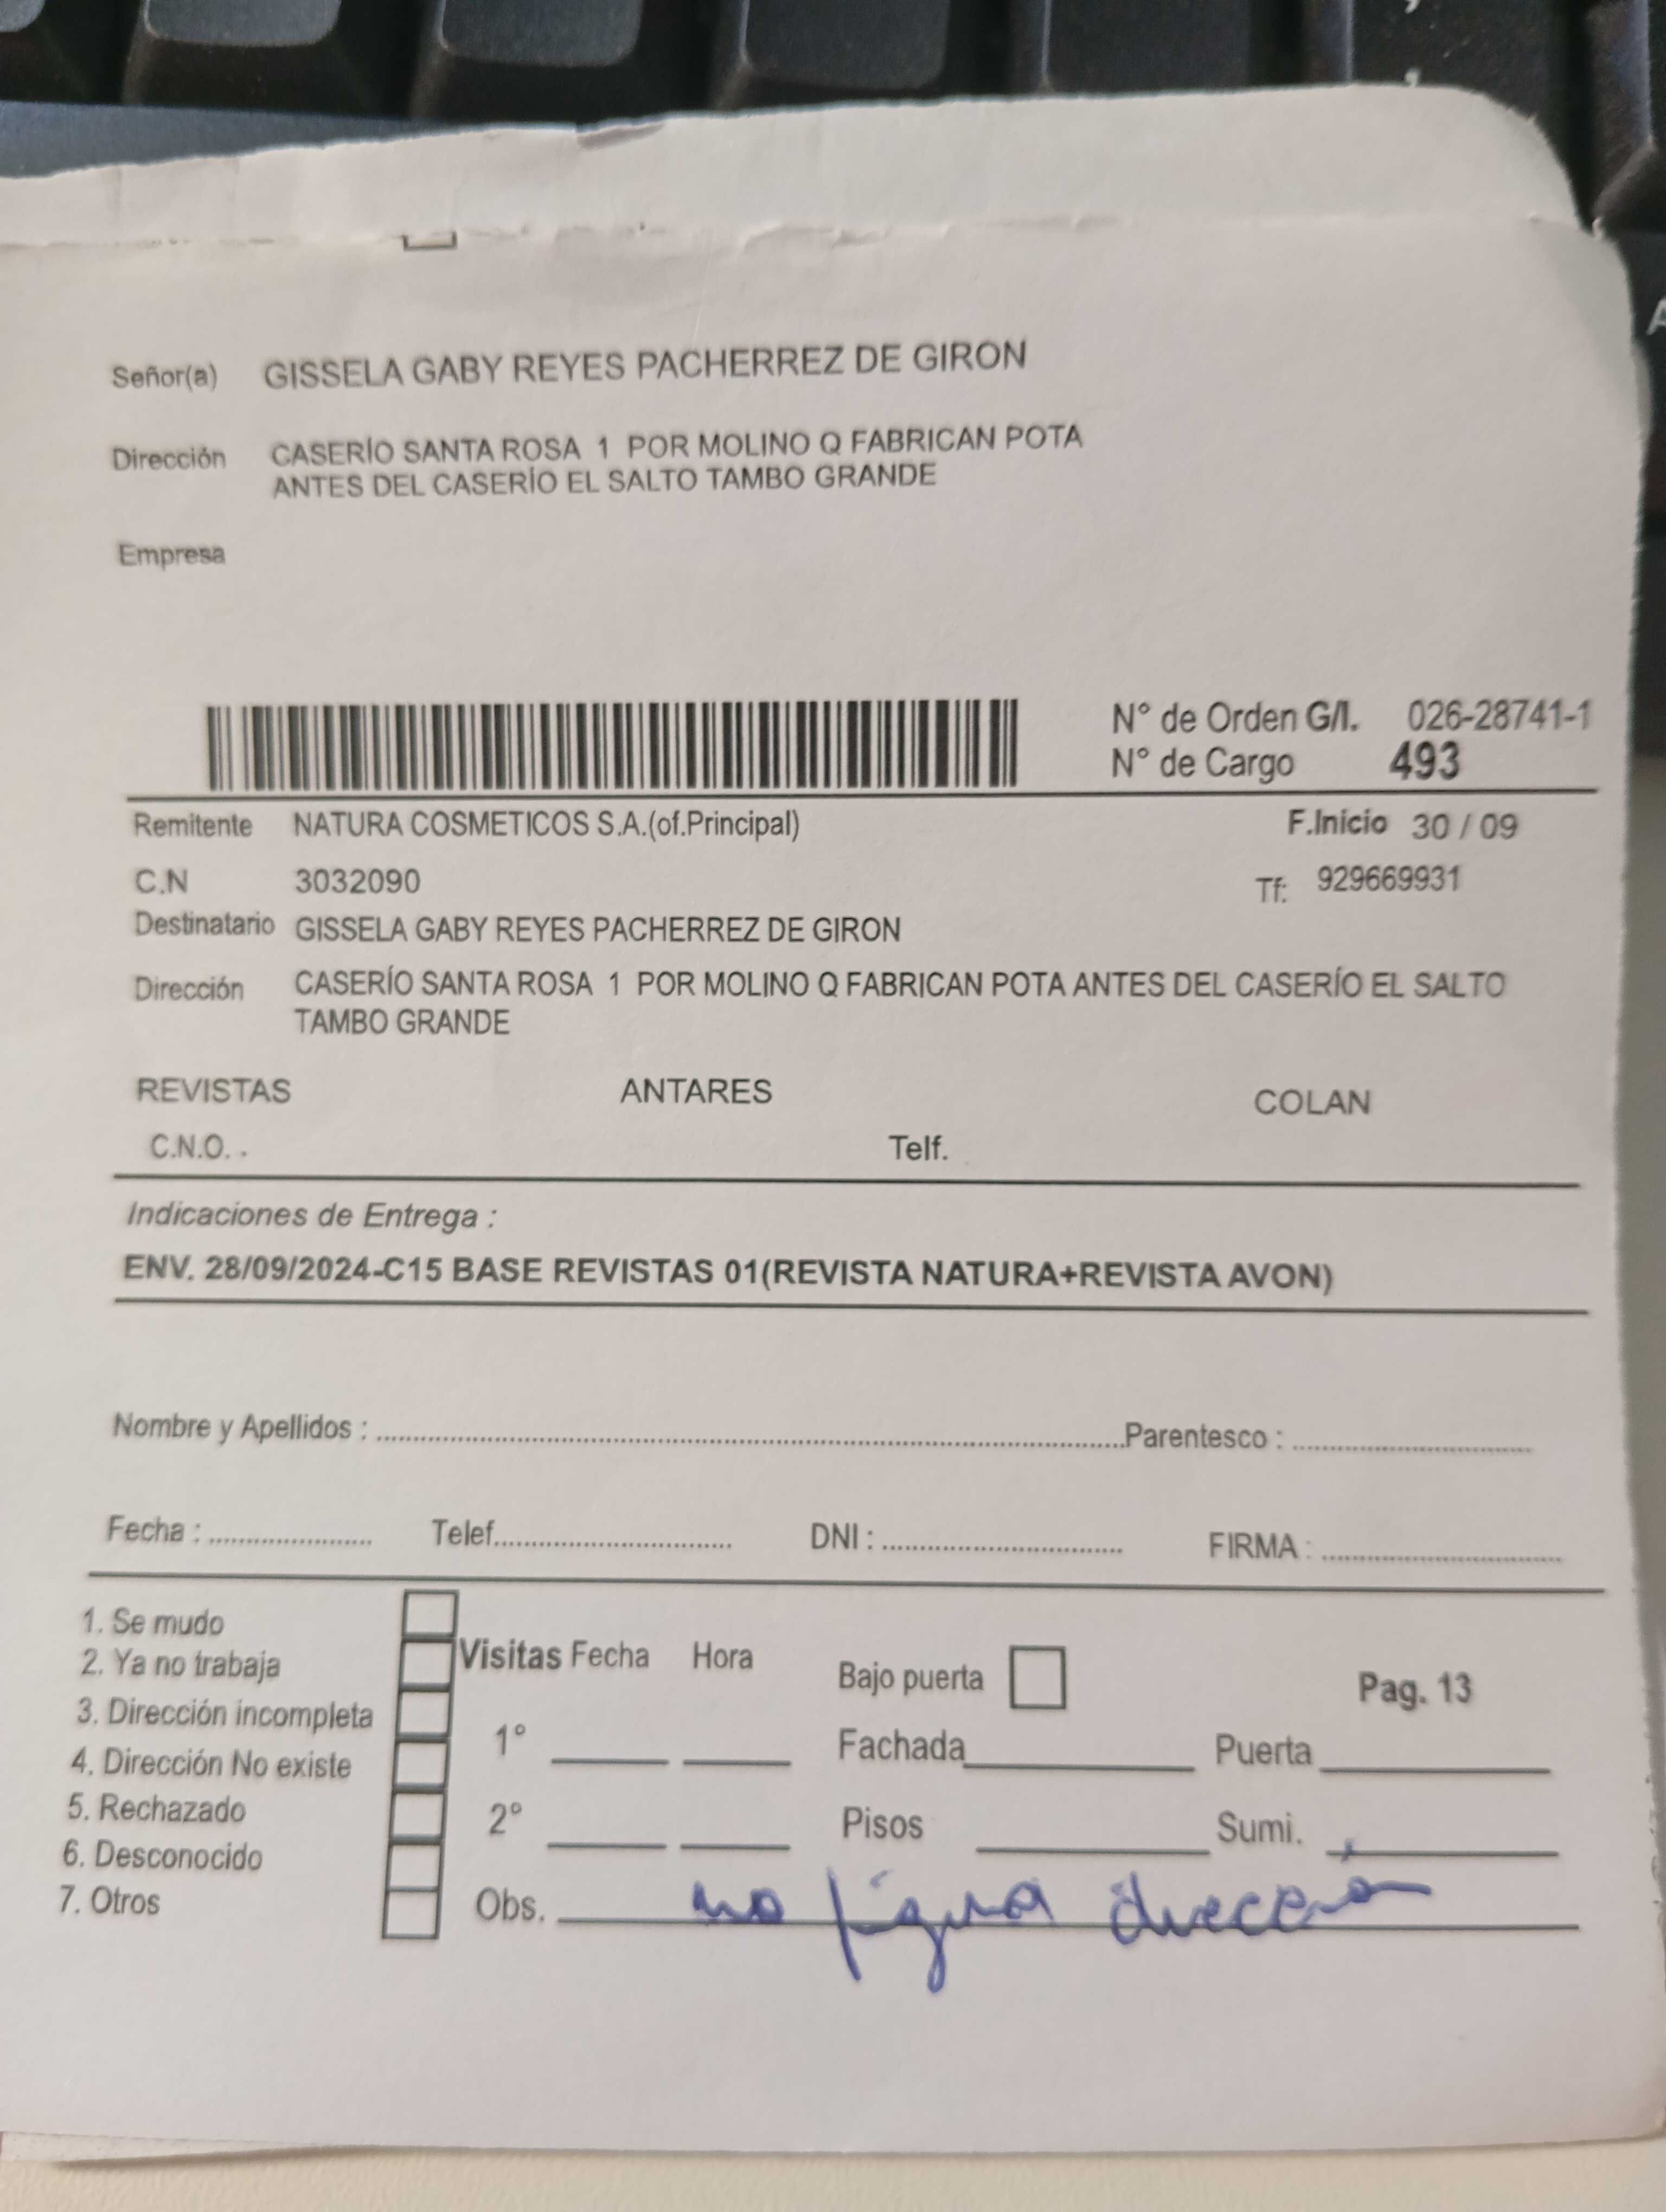 Señor(a) GISSELA GABY REYES PACHERREZ DE GIRON
Dirección CASERÍO SANTA ROSA 1 POR MOLINO Q FABRICAN POTA
ANTES DEL CASERÍO EL SALTO TAMBO GRANDE
Empresa
N° de Orden G/I. 026-28741-1
N° de Cargo 493
Remitente NATURA COSMETICOS S.A.(of.Principal) F.Inicio 30 / 09
C.N 3032090 Tf: 929669931
Destinatario GISSELA GABY REYES PACHERREZ DE GIRON
Dirección CASERÍO SANTA ROSA 1 POR MOLINO Q FABRICAN POTA ANTES DEL CASERÍO EL SALTO
TAMBO GRANDE
REVISTAS ANTARES COLAN
C.N.O. - Telf.
Indicaciones de Entrega :
ENV. 28/09/2024-C15 BASE REVISTAS 01(REVISTA NATURA+REVISTA AVON)
Nombre y Apellidos : Parentesco :
Fecha : Telef. DNI : FIRMA :
1. Se mudo
2. Ya no trabaja
3. Dirección incompleta
4. Dirección No existe
5. Rechazado
6. Desconocido
7. Otros
Visitas Fecha Hora
1°
2°
Bajo puerta Pag. 13
Fachada Puerta
Pisos Sumi.
Obs. no figura direccion